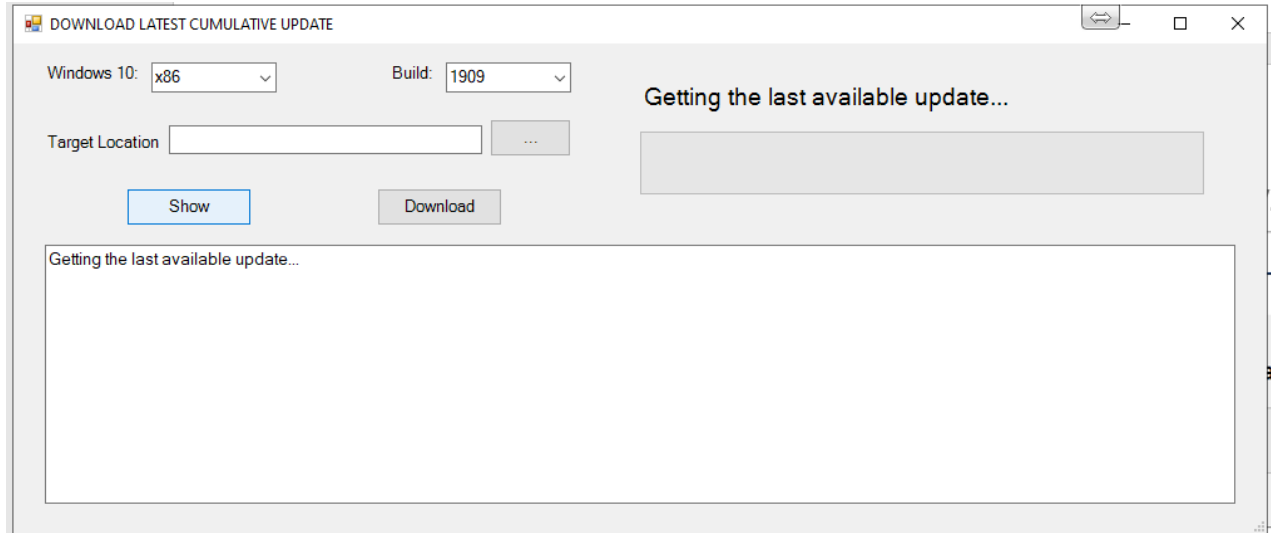 DOWNLOAD LATEST CUMULATIVE UPDATE
Windows 10: x86 Build: 1909
Getting the last available update...
Target Location ...
Show Download
Getting the last available update...